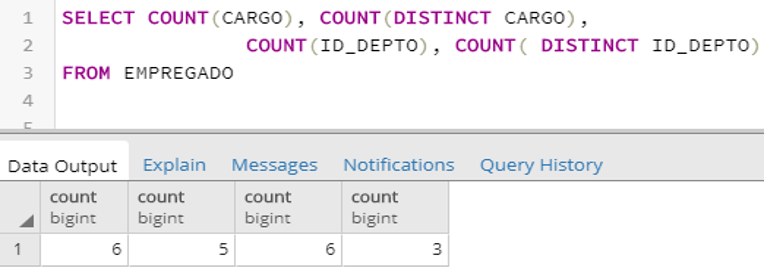 1 SELECT COUNT(CARGO), COUNT(DISTINCT CARGO),
2 COUNT(ID_DEPTO), COUNT( DISTINCT ID_DEPTO)
3 FROM EMPREGADO
4
5
Data Output Explain Messages Notifications Query History
count count count count
bigint bigint bigint bigint
1 6 5 6 3